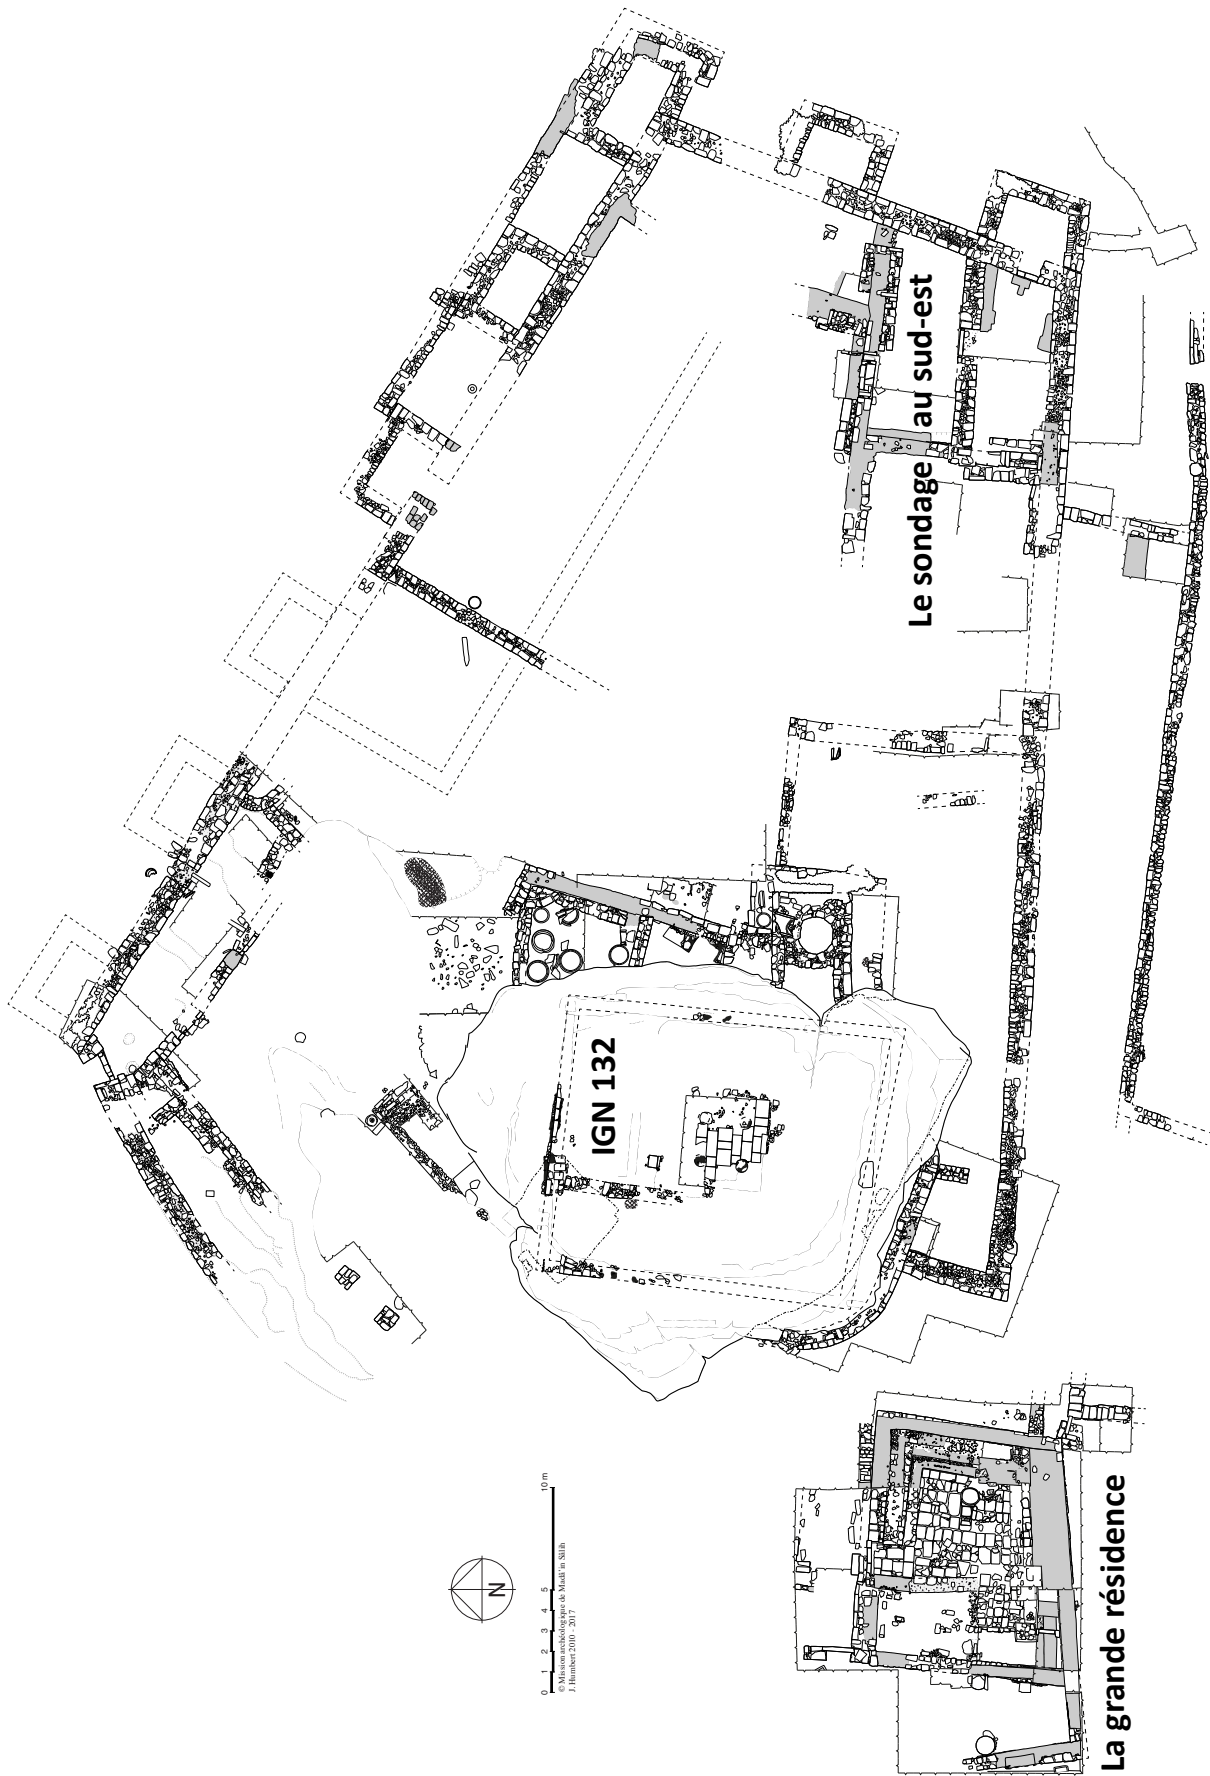 Le sondage au sud-est
IGN 132
La grande résidence
N
0 1 2 3 4 5 10 m
© Mission archéologique de Madâ'in Sâlih
J. Humbert 2010 - 2017